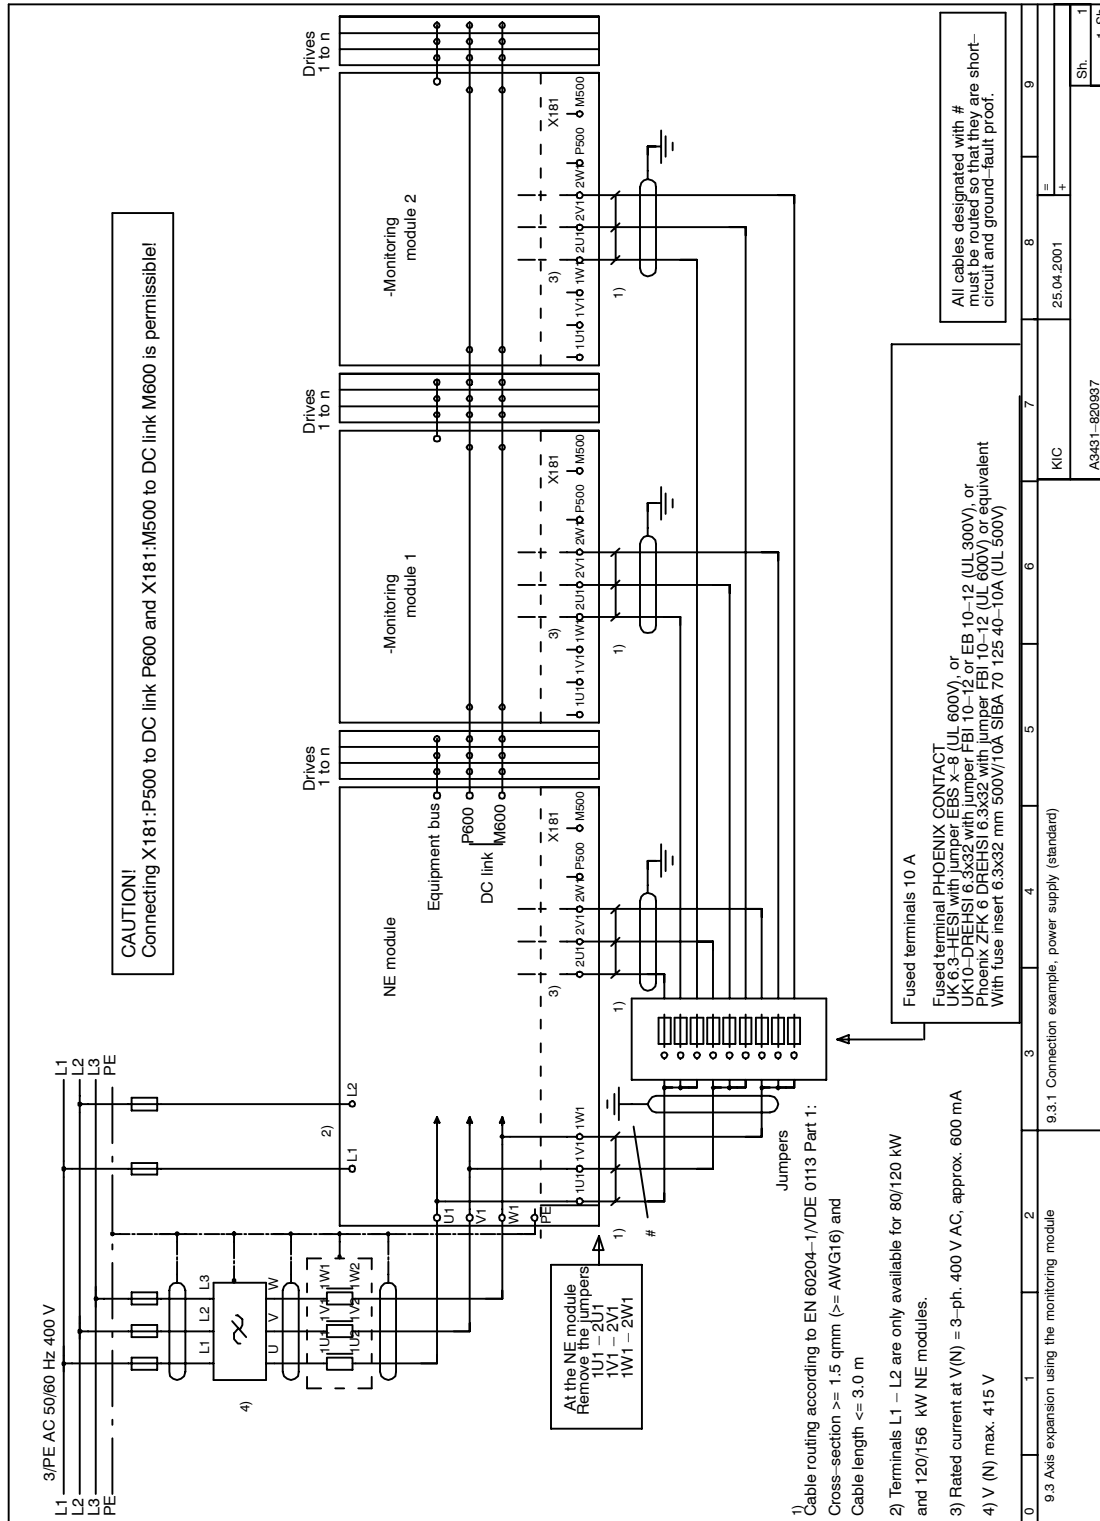 CAUTION!
Connecting X181:P500 to DC link P600 and X181:M500 to DC link M600 is permissible!
3/PE AC 50/60 Hz 400 V
L1
L2
L3
PE
L1
L2
L3
PE
L1 L2 L3
U V W
4)
1U1 1V1 1W1
1U2 1V2 1W2
2)
L1
L2
U1
V1
W1
PE
NE module
Equipment bus
P600
DC link
M600
Drives
1 to n
-Monitoring
module 1
Drives
1 to n
-Monitoring
module 2
Drives
1 to n
1U1 1V1 1W1
3)
2U1 2V1 2W1 P500 M500
X181
1U1 1V1 1W1
3)
2U1 2V1 2W1 P500 M500
X181
1U1 1V1 1W1
3)
2U1 2V1 2W1 P500 M500
X181
1)
1)
1)
1)
#
Jumpers
At the NE module
Remove the jumpers
1U1 – 2U1
1V1 – 2V1
1W1 – 2W1
1)
Cable routing according to EN 60204–1/VDE 0113 Part 1:
Cross–section >= 1.5 qmm (>= AWG16) and
Cable length <= 3.0 m
2) Terminals L1 – L2 are only available for 80/120 kW
and 120/156 kW NE modules.
3) Rated current at V(N) = 3–ph. 400 V AC, approx. 600 mA
4) V (N) max. 415 V
Fused terminals 10 A
Fused terminal PHOENIX CONTACT
UK 6.3–HESI with jumper EBS x–8 (UL 600V), or
UK10–DREHSI 6.3x32 with jumper FBI 10–12 or EB 10–12 (UL 300V), or
Phoenix ZFK 6 DREHSI 6.3x32 with jumper FBI 10–12 (UL 600V) or equivalent
With fuse insert 6.3x32 mm 500V/10A SIBA 70 125 40–10A (UL 500V)
All cables designated with #
must be routed so that they are short–
circuit and ground–fault proof.
0 1 2 3 4 5 6 7 8 9
9.3 Axis expansion using the monitoring module
9.3.1 Connection example, power supply (standard)
KIC
25.04.2001
=
+
A3431–820937
Sh. 1